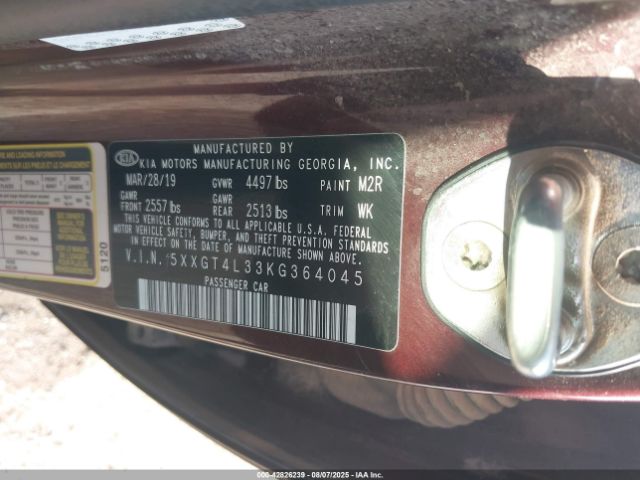 MANUFACTURED BY
KIA KIA MOTORS MANUFACTURING GEORGIA, INC.
MAR/28/19 GVWR 4497 lbs PAINT M2R
GAWR FRONT 2557 lbs GAWR REAR 2513 lbs TRIM WK
THIS VEHICLE CONFORMS TO ALL APPLICABLE U.S. FEDERAL
MOTOR VEHICLE SAFETY, BUMPER, AND THEFT PREVENTION STANDARDS
IN EFFECT ON THE DATE OF MANUFACTURE SHOWN ABOVE.
V.I.N. 5XXGT4L33KG364045
PASSENGER CAR
5120
000-42826239 - 08/07/2025 - IAAI.COM